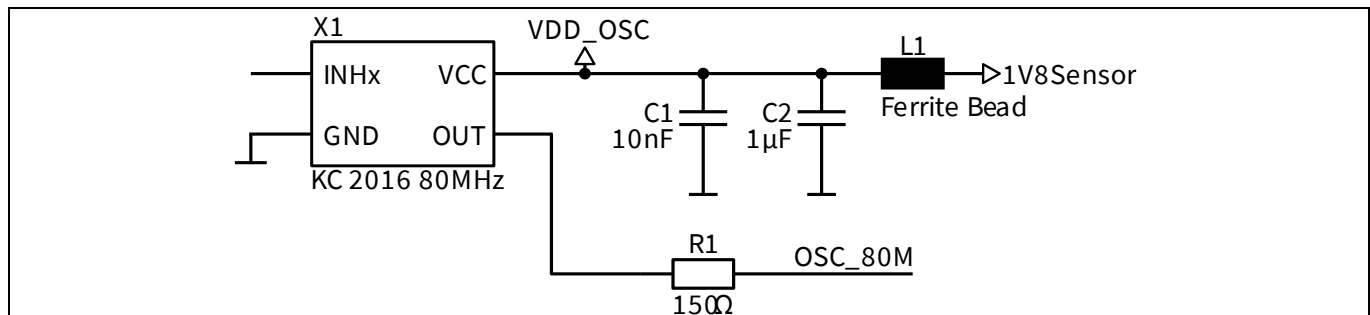 X1
VDD_OSC
L1
INHx
VCC
1V8Sensor
C1
C2
Ferrite Bead
GND
OUT
10nF
1µF
KC 2016 80MHz
R1
OSC_80M
150Ω